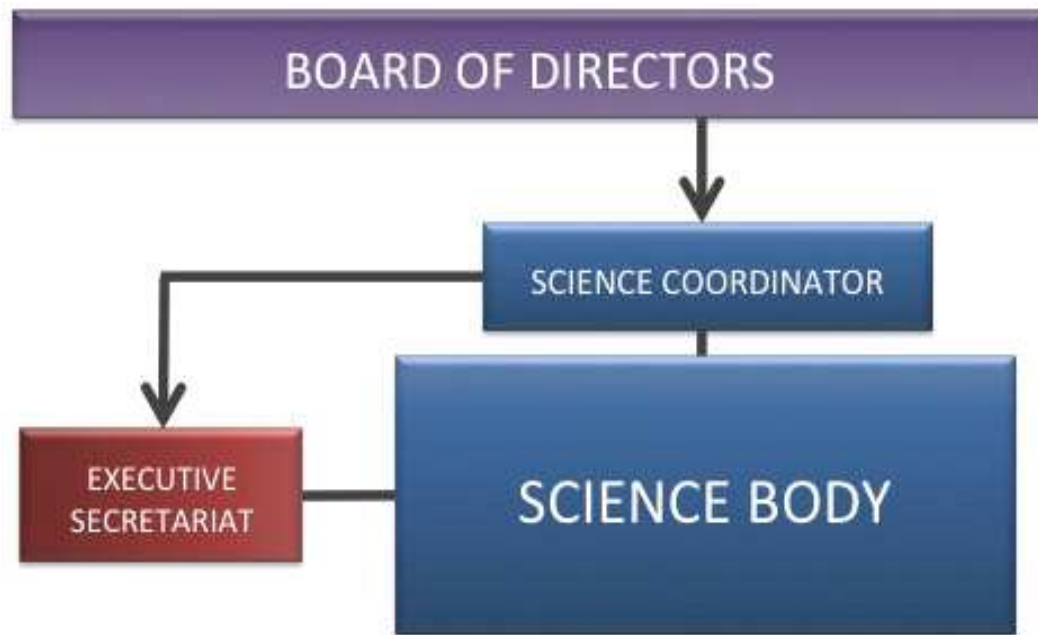 BOARD OF DIRECTORS
SCIENCE COORDINATOR
EXECUTIVE
SECRETARIAT
SCIENCE BODY